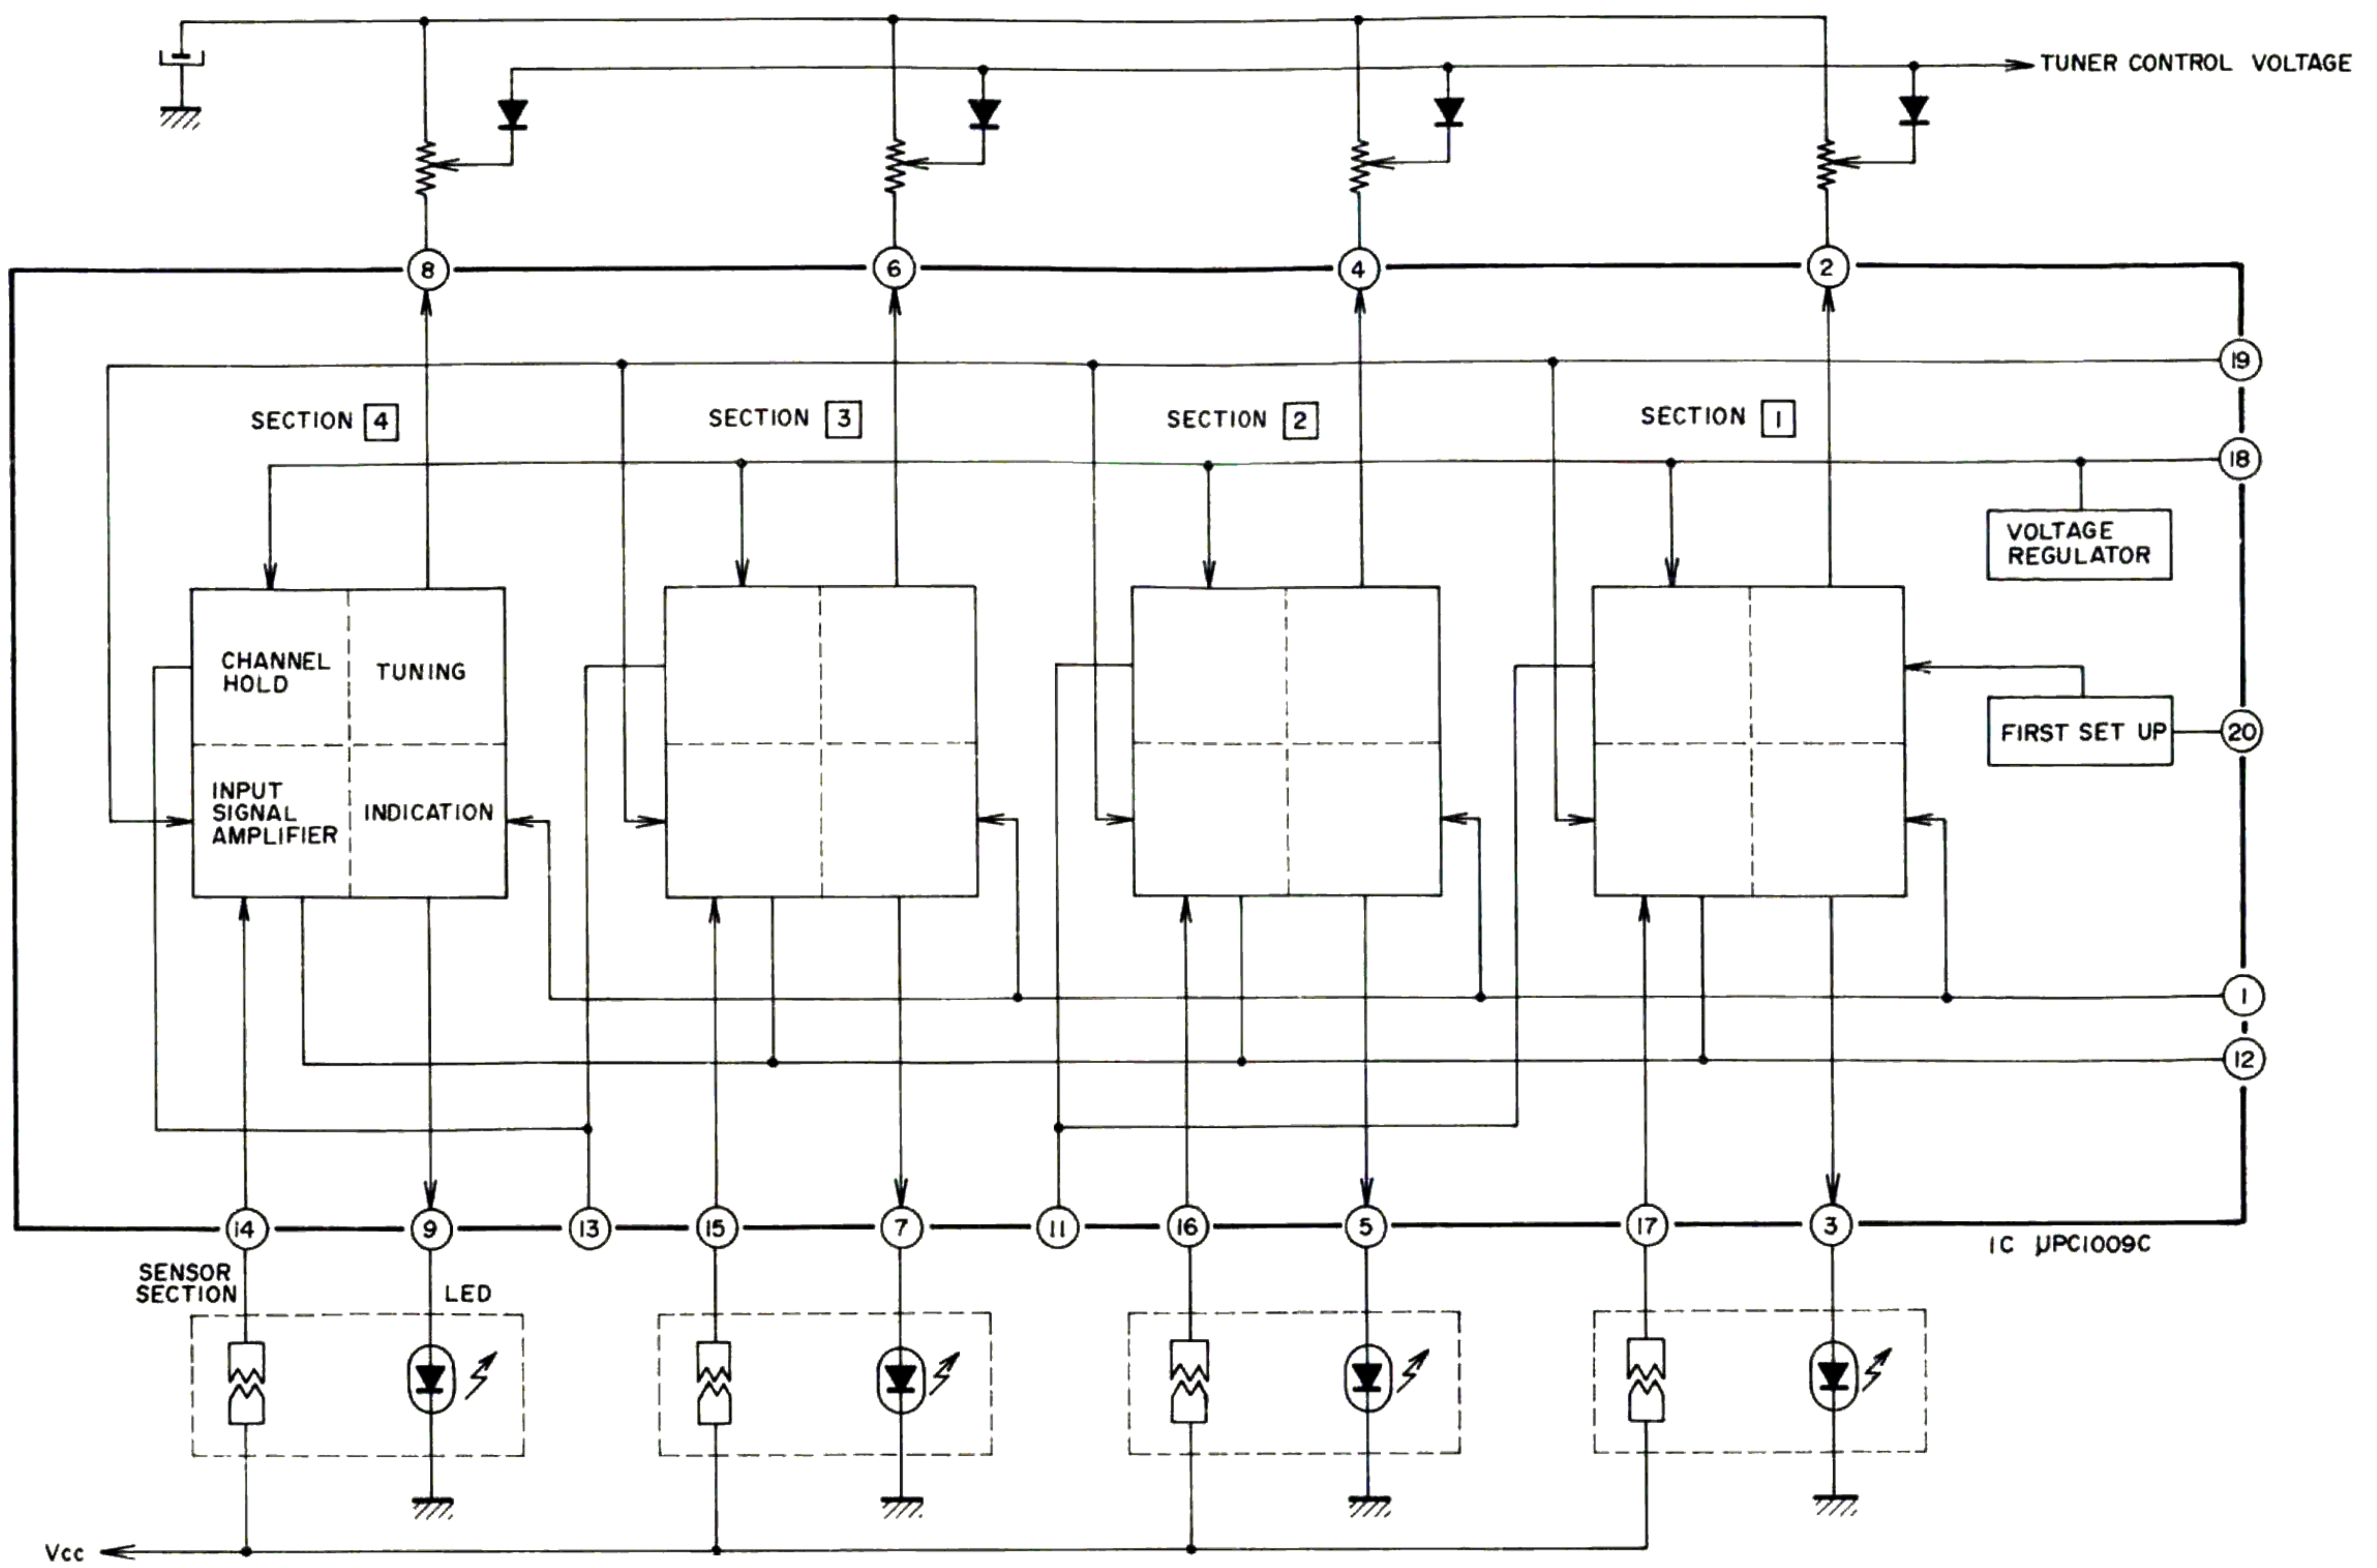 TUNER CONTROL VOLTAGE
8
6
4
2
19
SECTION 4
SECTION 3
SECTION 2
SECTION 1
18
VOLTAGE
REGULATOR
CHANNEL
HOLD
TUNING
FIRST SET UP
20
INPUT
SIGNAL
AMPLIFIER
INDICATION
1
12
14
9
13
15
7
11
16
5
17
3
IC μPC1009C
SENSOR
SECTION
LED
Vcc